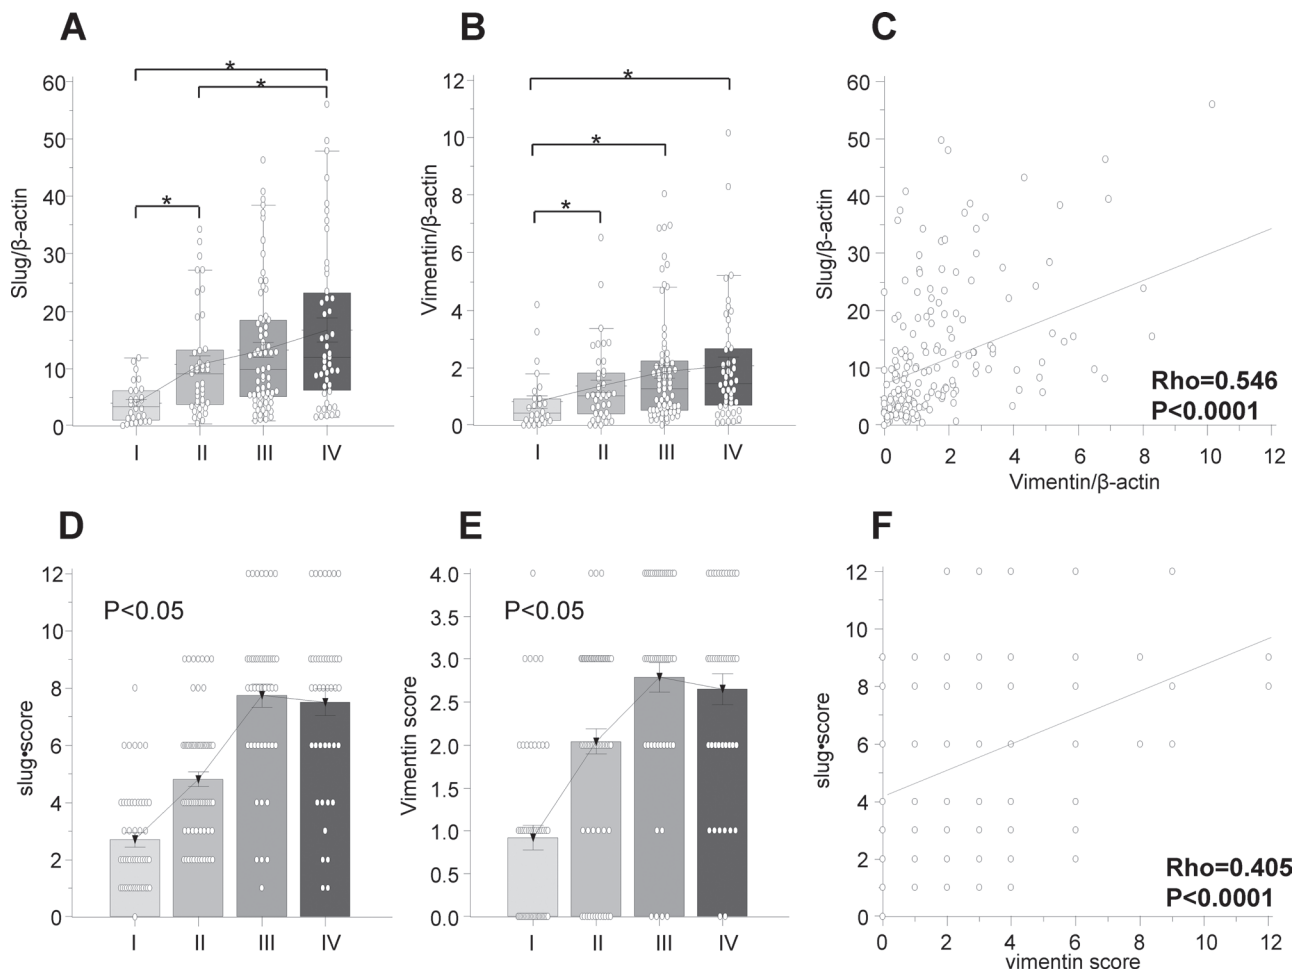 A
Slug/β-actin
60
50
40
30
20
10
0
*
*
*
I II III IV
B
Vimentin/β-actin
12
10
8
6
4
2
0
*
*
*
I II III IV
C
Slug/β-actin
60
50
40
30
20
10
0
Rho=0.546
P<0.0001
0 2 4 6 8 10 12
Vimentin/β-actin
D
slug•score
12
10
8
6
4
2
0
P<0.05
I II III IV
E
Vimentin score
4.0
3.5
3.0
2.5
2.0
1.5
1.0
0.5
0.0
P<0.05
I II III IV
F
slug•score
12
10
8
6
4
2
0
Rho=0.405
P<0.0001
0 2 4 6 8 10 12
vimentin score